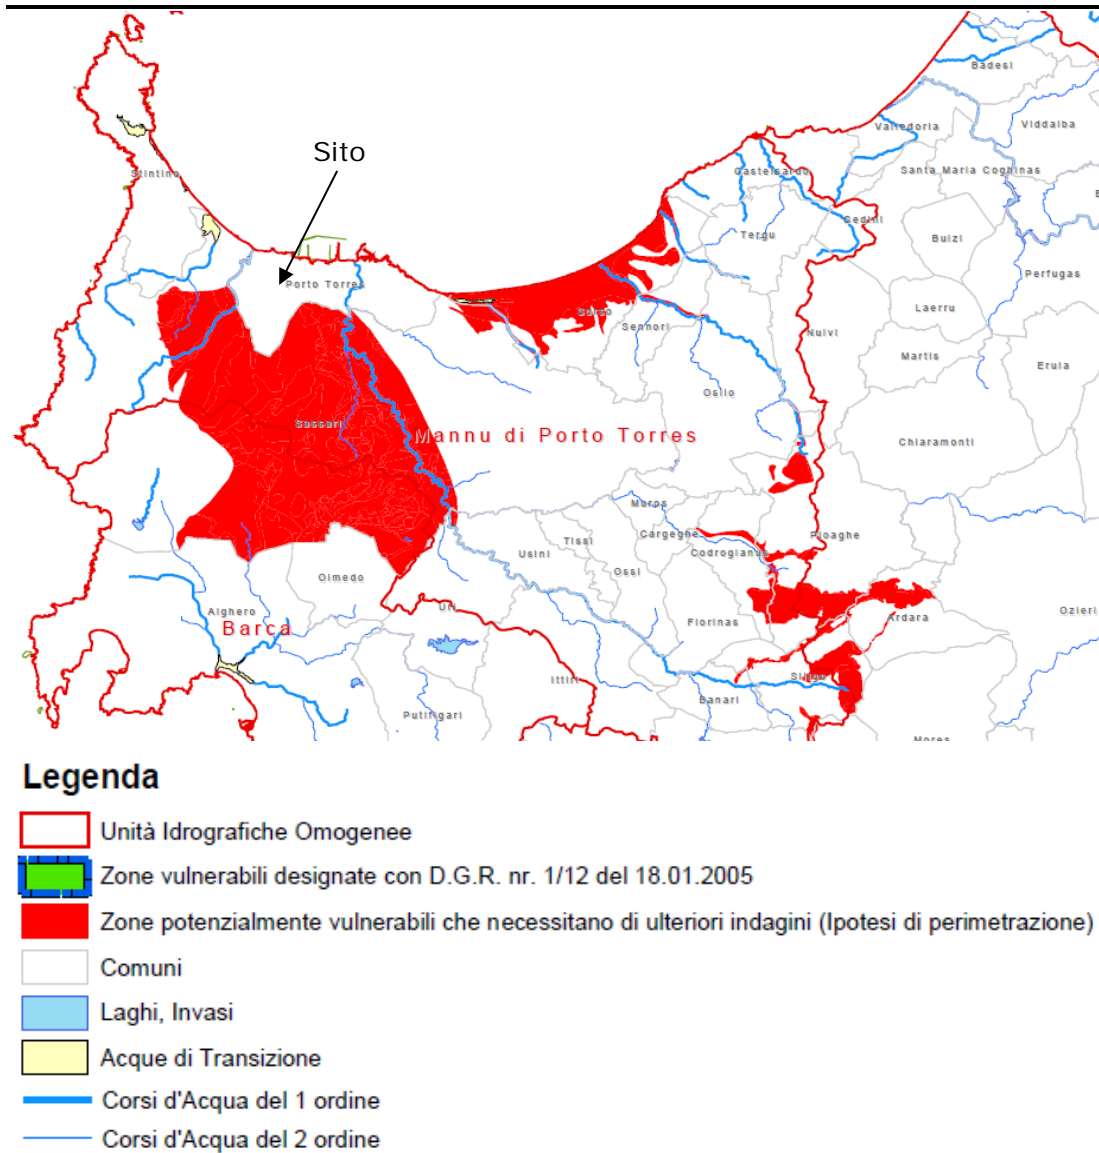 Badesi
Valledoria
Viddalba
Sito
Stintino
Castelsardo
Santa Maria Coghinas
Sedini
Tergu
Bulzi
Perfugas
Porto Torres
Sorso
Sennori
Nulvi
Laerru
Martis
Erula
Osilo
Sassari
Mannu di Porto Torres
Chiaramonti
Muros
Cargeghe
Ploaghe
Tissi
Usini
Codrongianus
Ossi
Olmedo
Alghero
Uri
Barca
Florinas
Ardara
Ozieri
Ittiri
Siligo
Banari
Putifigari
Mores
Legenda
Unità Idrografiche Omogenee
Zone vulnerabili designate con D.G.R. nr. 1/12 del 18.01.2005
Zone potenzialmente vulnerabili che necessitano di ulteriori indagini (Ipotesi di perimetrazione)
Comuni
Laghi, Invasi
Acque di Transizione
Corsi d'Acqua del 1 ordine
Corsi d'Acqua del 2 ordine